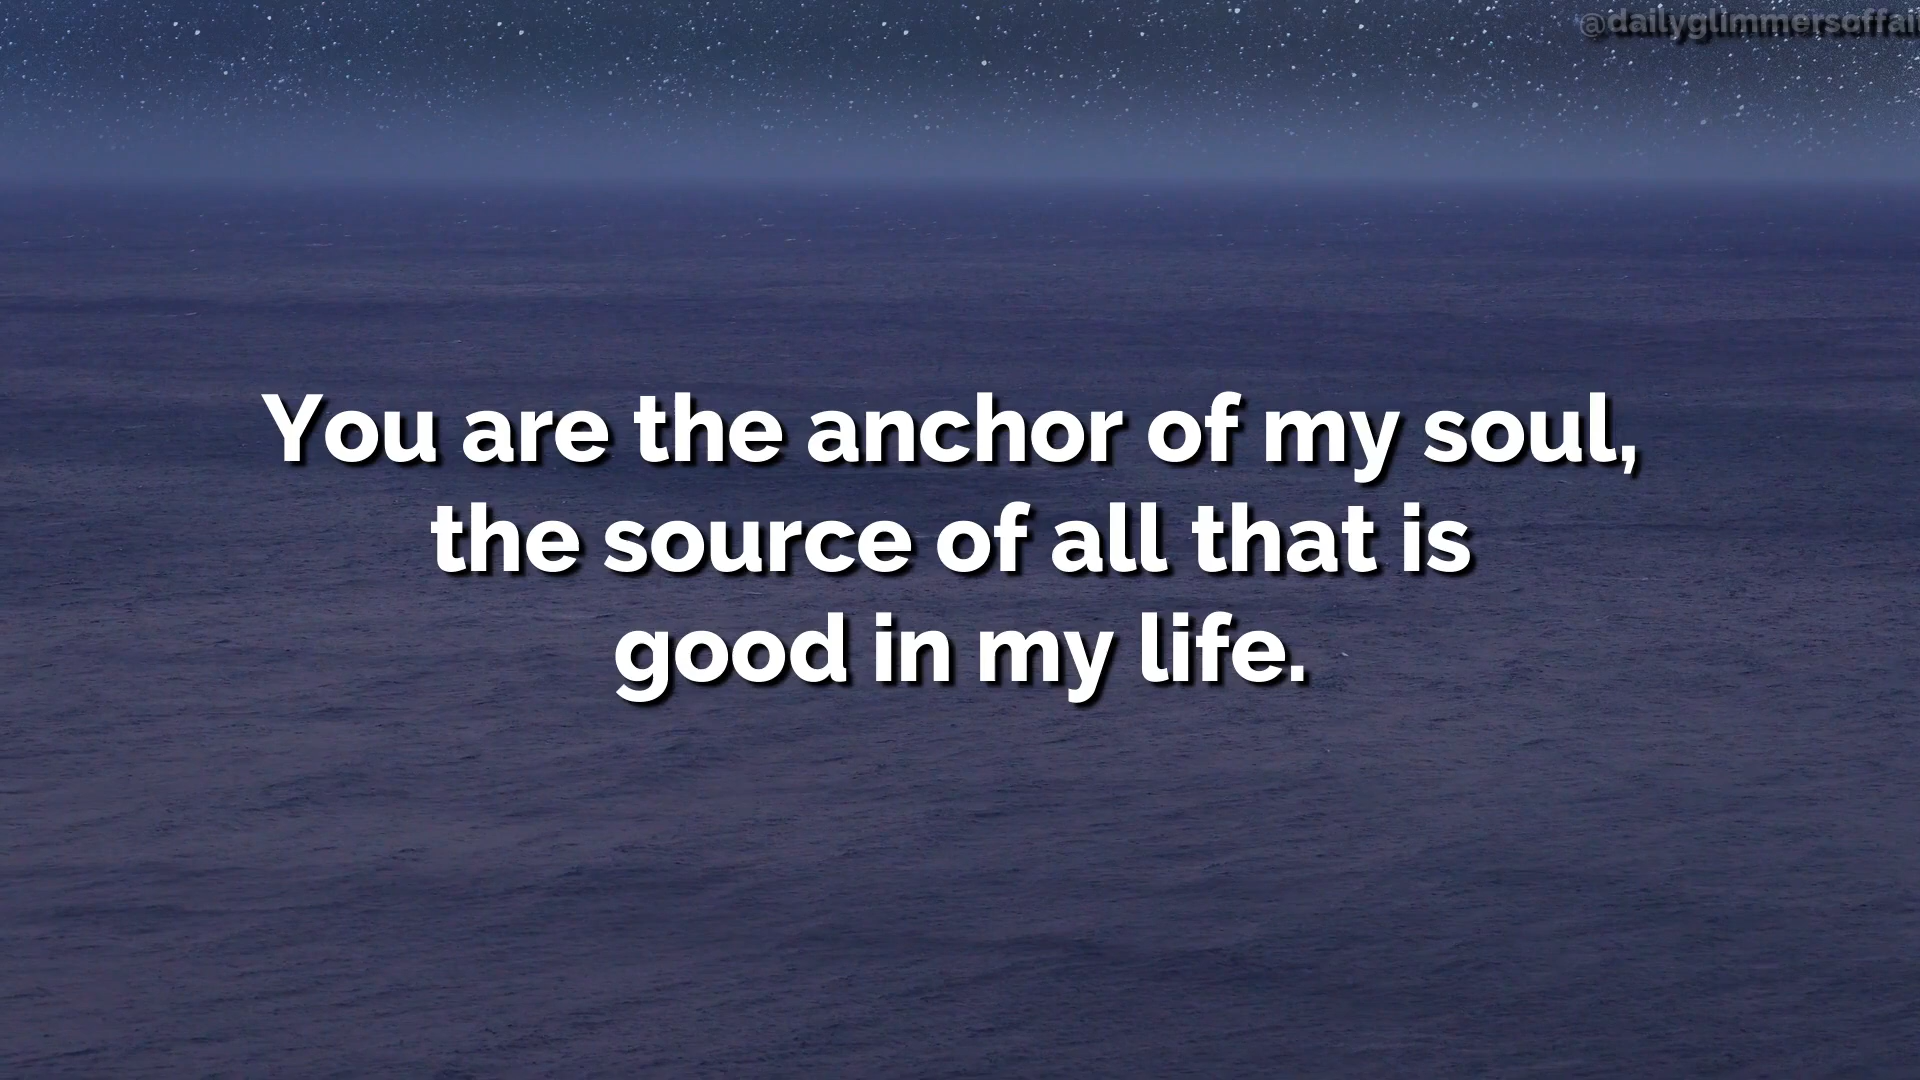 @dailyglimmersoffai
You are the anchor of my soul,
the source of all that is
good in my life.